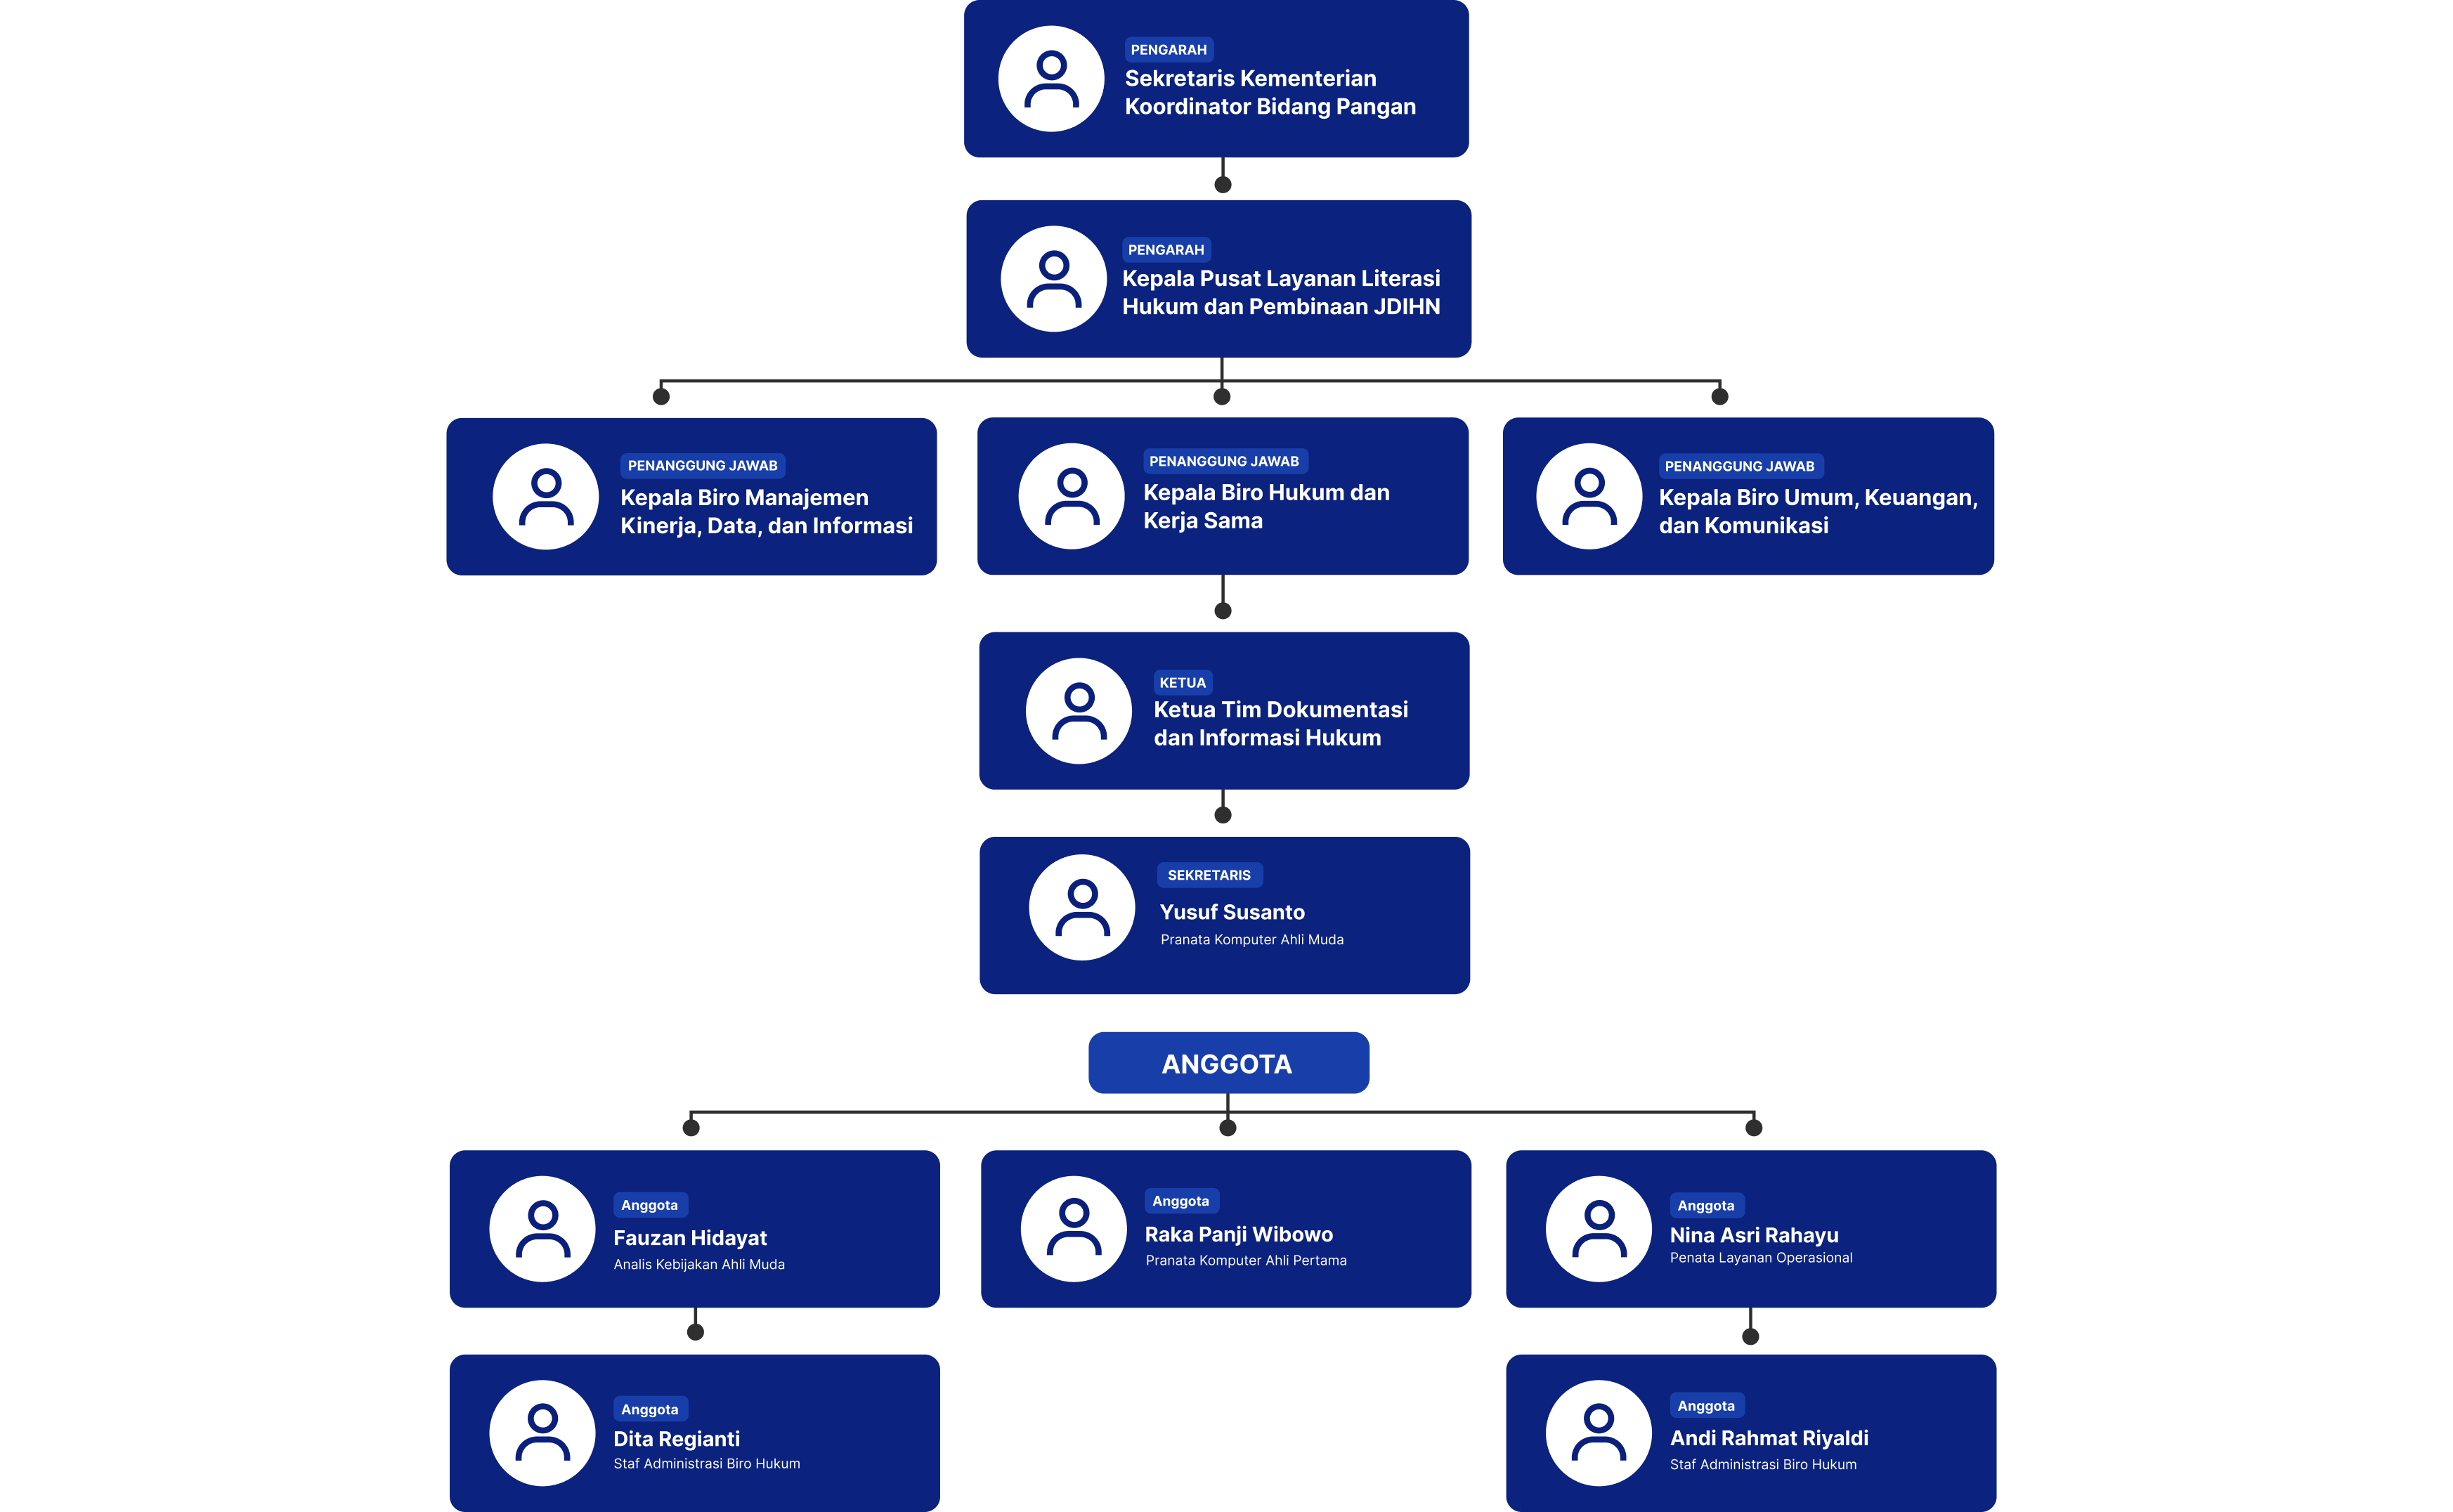 PENGARAH
Sekretaris Kementerian
Koordinator Bidang Pangan
PENGARAH
Kepala Pusat Layanan Literasi
Hukum dan Pembinaan JDIHN
PENANGGUNG JAWAB
Kepala Biro Manajemen
Kinerja, Data, dan Informasi
PENANGGUNG JAWAB
Kepala Biro Hukum dan
Kerja Sama
PENANGGUNG JAWAB
Kepala Biro Umum, Keuangan,
dan Komunikasi
KETUA
Ketua Tim Dokumentasi
dan Informasi Hukum
SEKRETARIS
Yusuf Susanto
Pranata Komputer Ahli Muda
ANGGOTA
Anggota
Fauzan Hidayat
Analis Kebijakan Ahli Muda
Anggota
Raka Panji Wibowo
Pranata Komputer Ahli Pertama
Anggota
Nina Asri Rahayu
Penata Layanan Operasional
Anggota
Dita Regianti
Staf Administrasi Biro Hukum
Anggota
Andi Rahmat Riyaldi
Staf Administrasi Biro Hukum